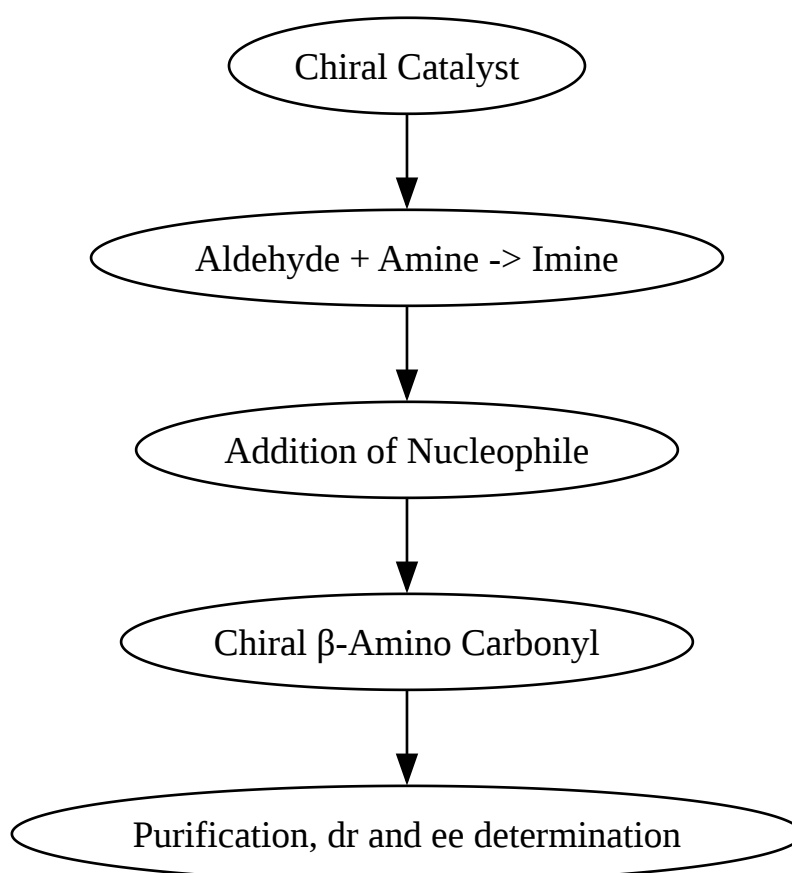 Chiral Catalyst
Aldehyde + Amine -> Imine
Addition of Nucleophile
Chiral β-Amino Carbonyl
Purification, dr and ee determination